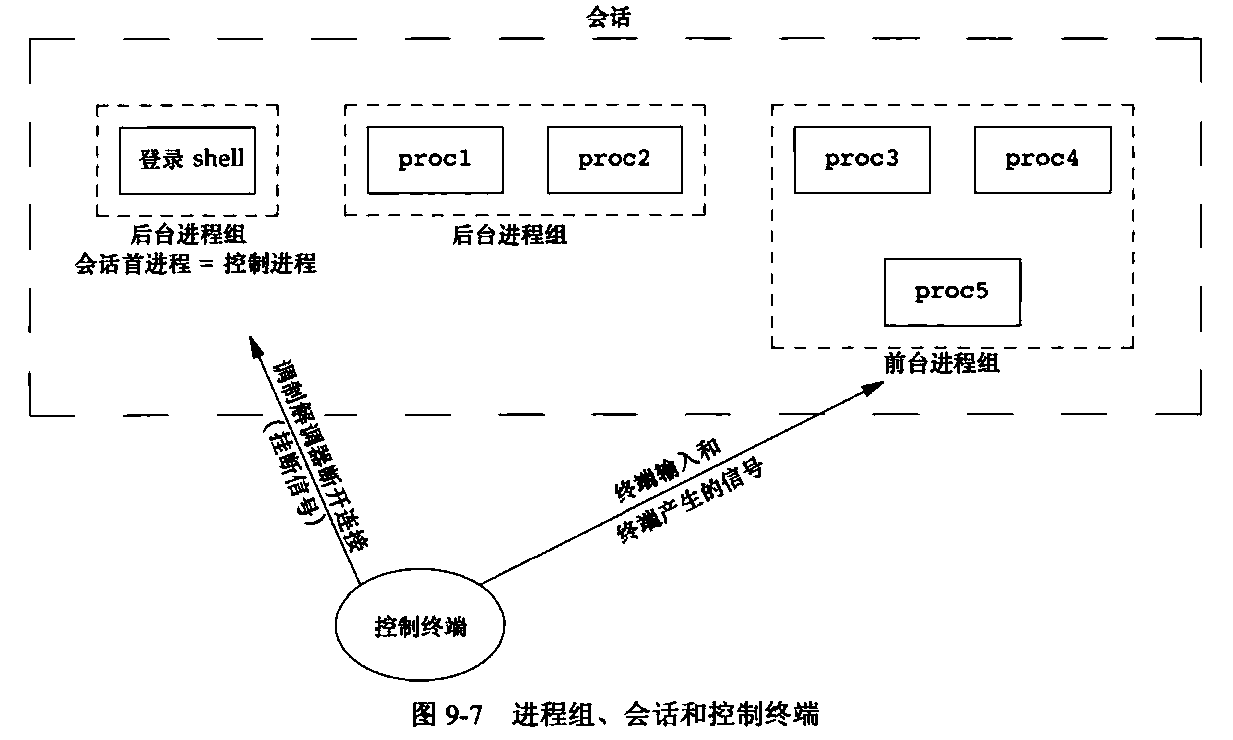 会话
登录 shell
proc1
proc2
proc3
proc4
后台进程组
会话首进程 = 控制进程
后台进程组
proc5
前台进程组
调制解调器断开连接
(挂断信号)
终端输入和
终端产生的信号
控制终端
图 9-7 进程组、会话和控制终端